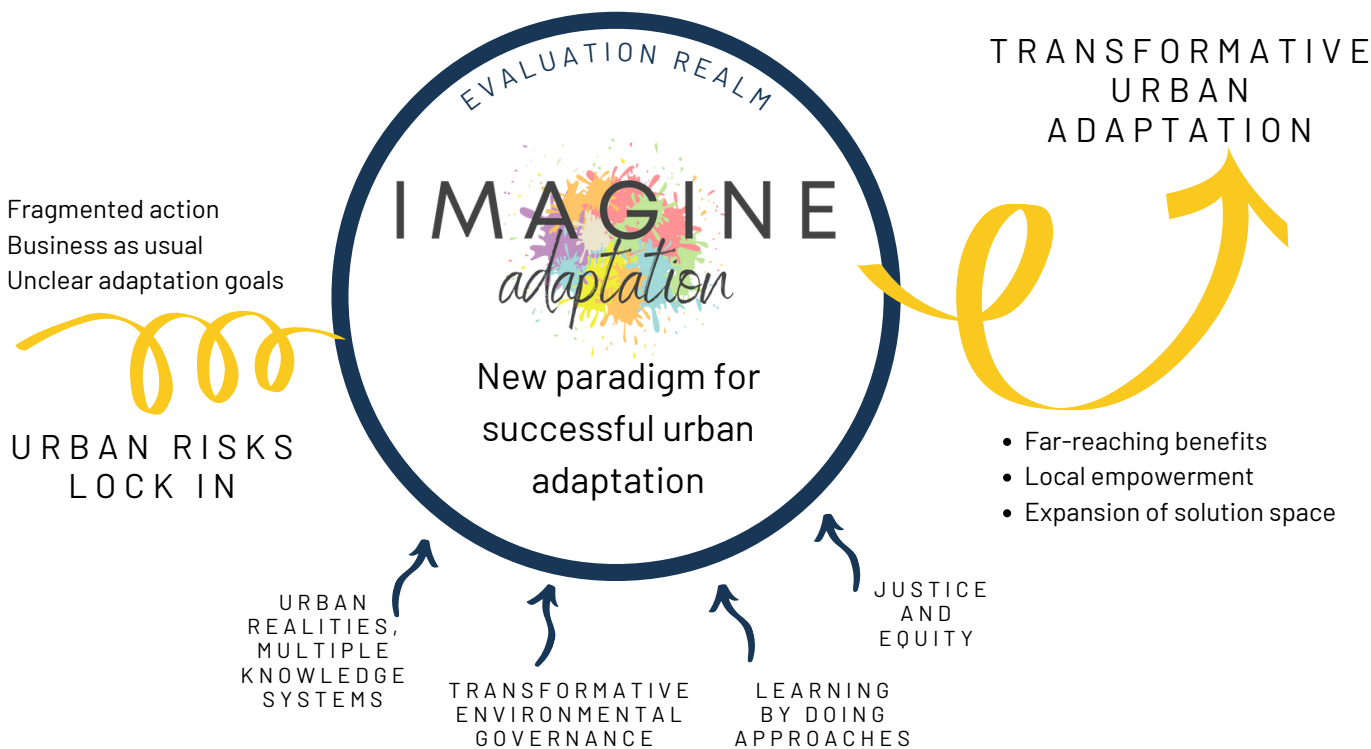 EVALUATION REALM
IMAGINE
adaptation
New paradigm for
successful urban
adaptation
Fragmented action
Business as usual
Unclear adaptation goals
URBAN RISKS
LOCK IN
TRANSFORMATIVE
URBAN
ADAPTATION
• Far-reaching benefits
• Local empowerment
• Expansion of solution space
URBAN
REALITIES,
MULTIPLE
KNOWLEDGE
SYSTEMS
TRANSFORMATIVE
ENVIRONMENTAL
GOVERNANCE
LEARNING
BY DOING
APPROACHES
JUSTICE
AND
EQUITY